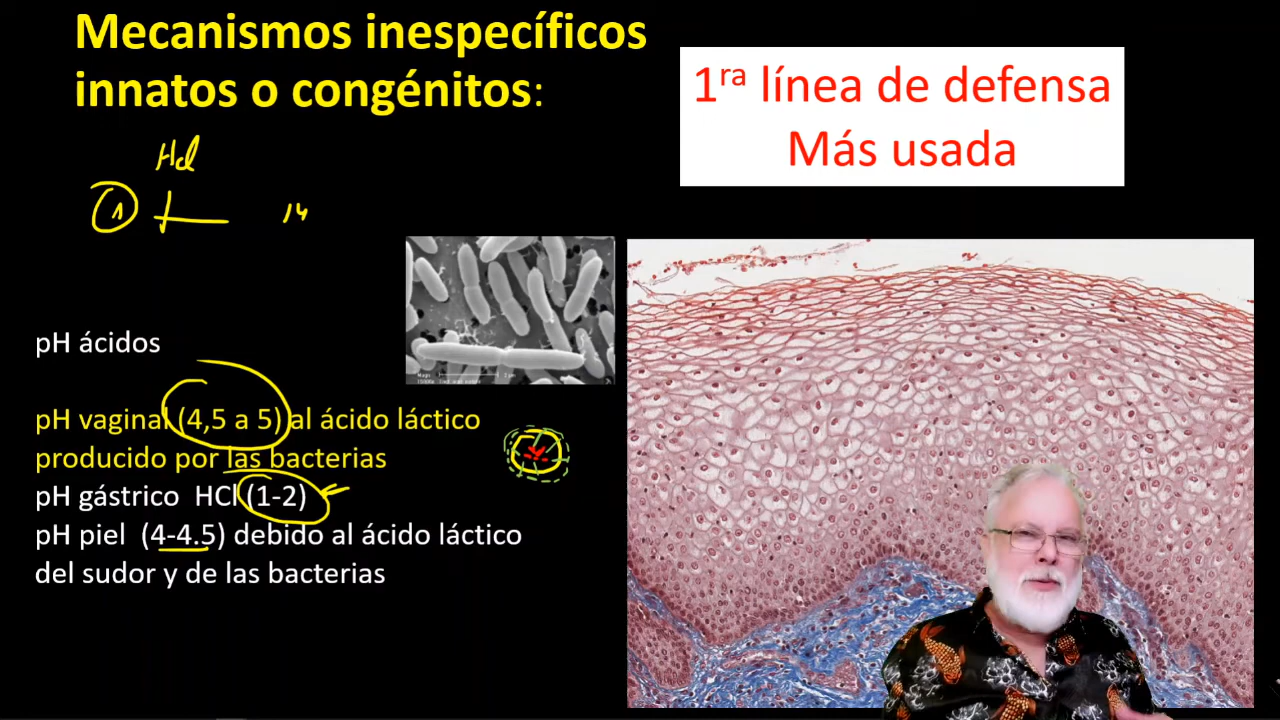 Mecanismos inespecíficos
innatos o congénitos:
1ra línea de defensa
Más usada
Hcl
1 14
pH ácidos
pH vaginal (4,5 a 5) al ácido láctico
producido por las bacterias
pH gástrico HCl (1-2)
pH piel (4-4.5) debido al ácido láctico
del sudor y de las bacterias